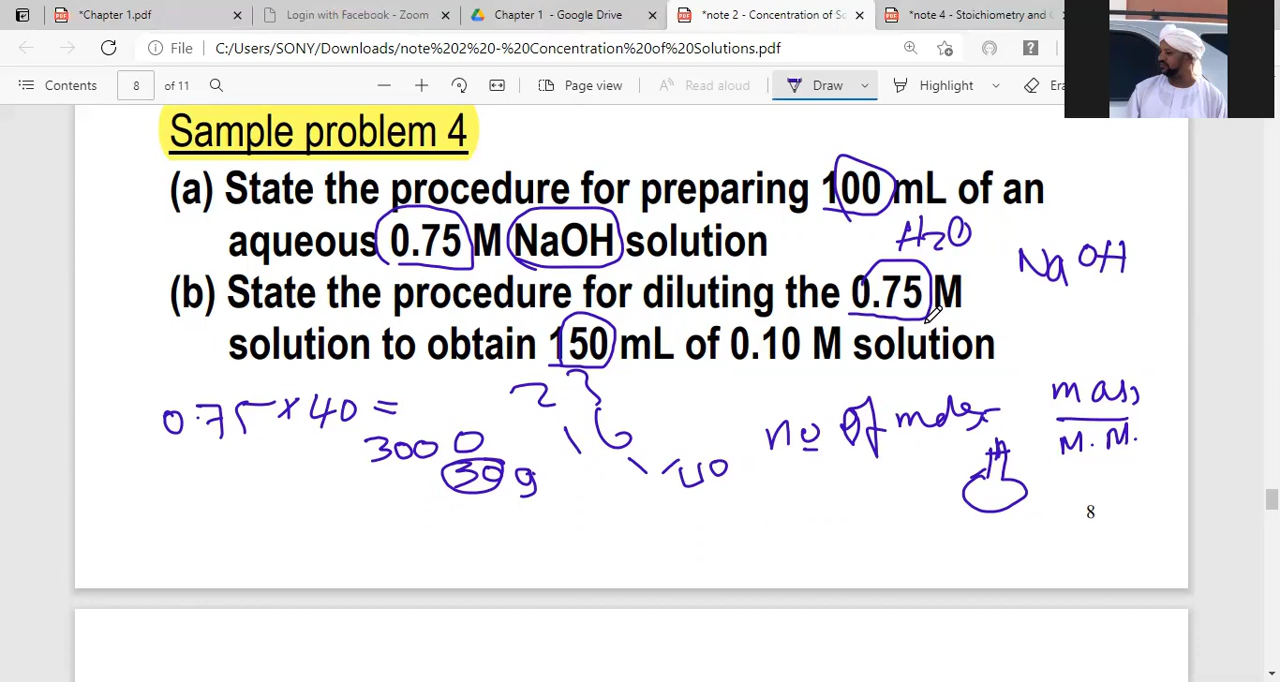 *Chapter 1.pdf
Login with Facebook - Zoom
Chapter 1 - Google Drive
*note 2 - Concentration of So
*note 4 - Stoichiometry and
File
C:/Users/SONY/Downloads/note%202%20-%20Concentration%20of%20Solutions.pdf
Contents
8
of 11
Page view
Read aloud
Draw
Highlight
Era
Sample problem 4
(a) State the procedure for preparing 100 mL of an
aqueous 0.75 M NaOH solution
H2O
NaOH
(b) State the procedure for diluting the 0.75 M
solution to obtain 150 mL of 0.10 M solution
0.75 × 40 =
3000
30 g
23
16
1
40
no of moles
mass
M.M.
8